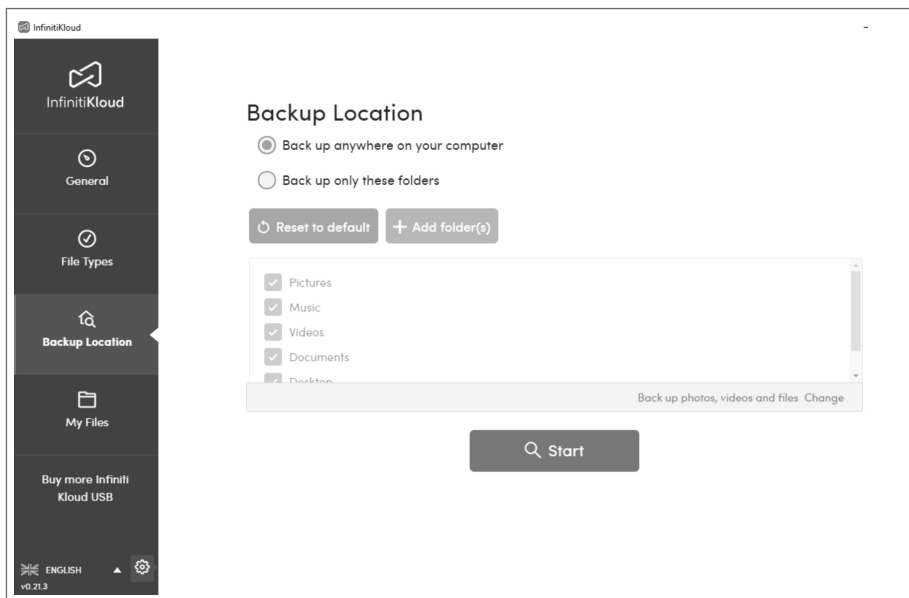 InfinitiKloud
InfinitiKloud
General
File Types
Backup Location
My Files
Buy more Infiniti
Kloud USB
ENGLISH
v0.21.3
Backup Location
Back up anywhere on your computer
Back up only these folders
Reset to default
Add folder(s)
Pictures
Music
Videos
Documents
Desktop
Back up photos, videos and files Change
Start